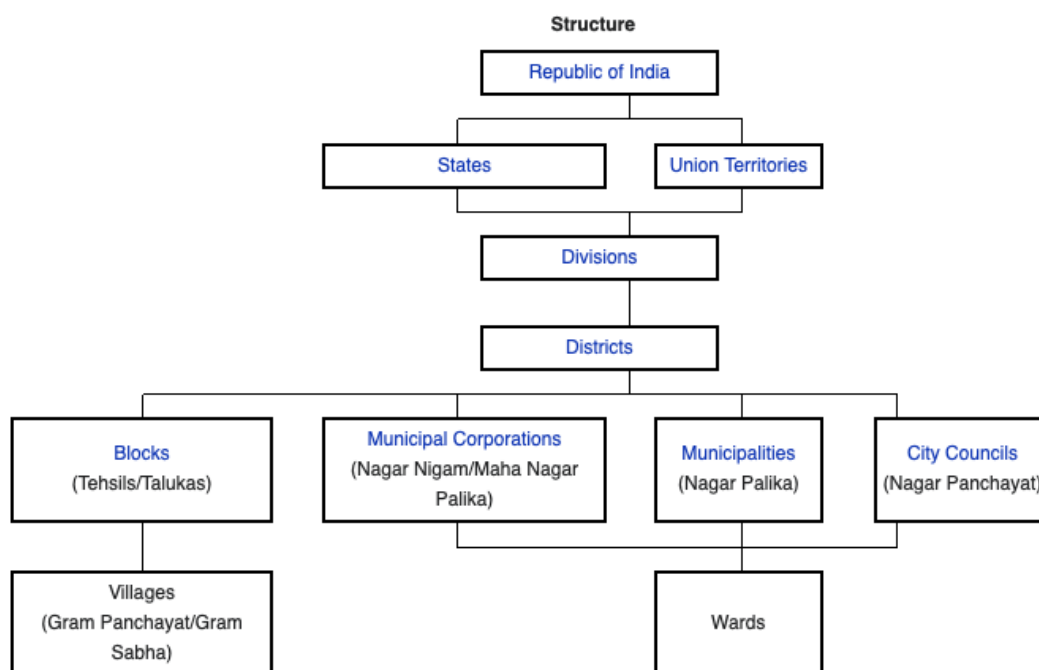 Structure
Republic of India
States
Union Territories
Divisions
Districts
Blocks
(Tehsils/Talukas)
Municipal Corporations
(Nagar Nigam/Maha Nagar
Palika)
Municipalities
(Nagar Palika)
City Councils
(Nagar Panchayat)
Villages
(Gram Panchayat/Gram
Sabha)
Wards